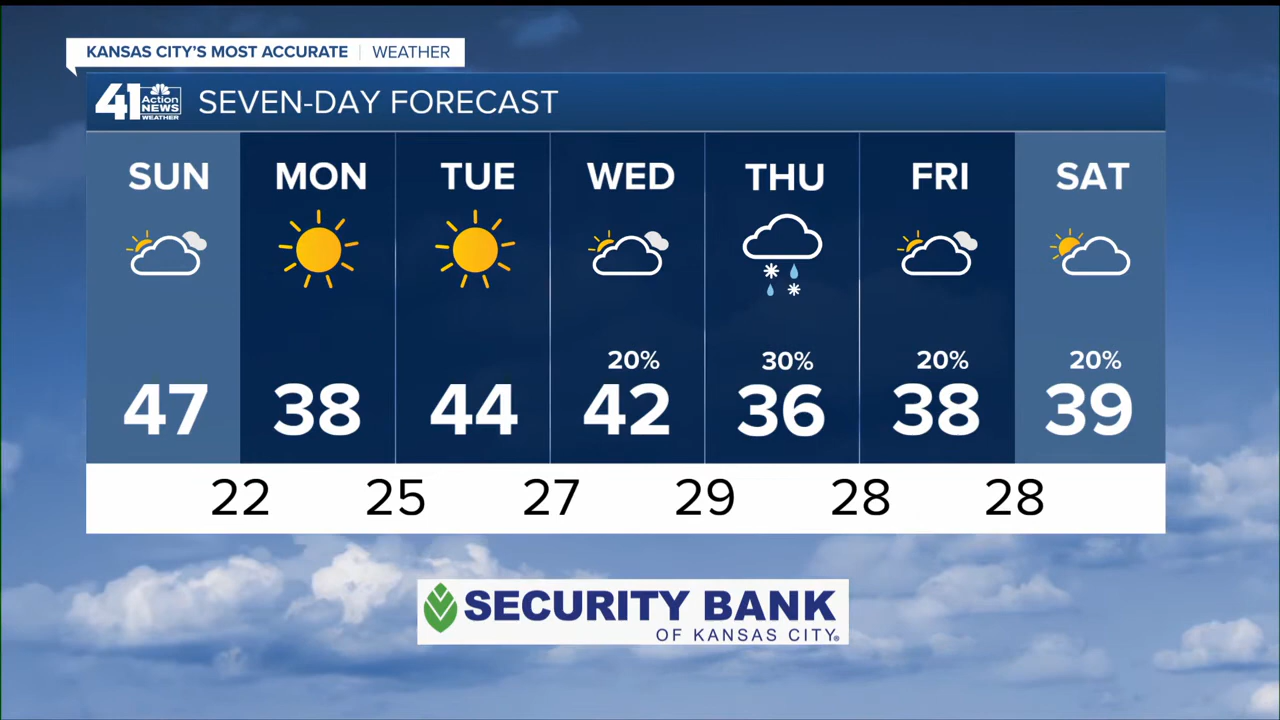 KANSAS CITY'S MOST ACCURATE | WEATHER
41 Action NEWS WEATHER SEVEN-DAY FORECAST
SUN MON TUE WED THU FRI SAT
20% 30% 20% 20%
47 38 44 42 36 38 39
22 25 27 29 28 28
SECURITY BANK
OF KANSAS CITY®